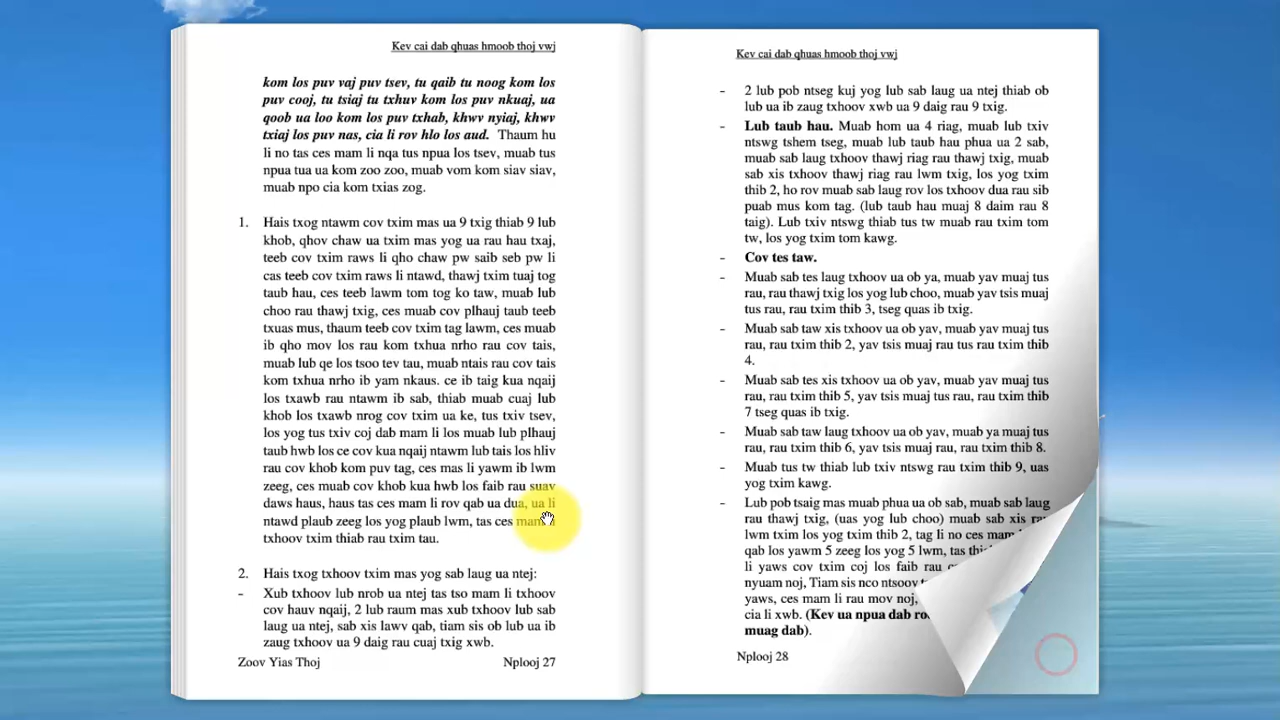 Kev cai dab qhuas hmoob thoj vwj
kom los puv vaj puv tsev, tu qaib tu noog kom los
puv cooj, tu tsiaj tu txhuv kom los puv nkuaj, ua
qoob ua loo kom los puv txhab, khwv nyiaj, khwv
txiaj los puv nas, cia li rov hlo los aud. Thaum hu
li no tas ces mam li nqa tus npua los tsev, muab tus
npua tua ua kom zoo zoo, muab vom kom siav siav,
muab npo cia kom txias zog.
1. Hais txog ntawm cov txim mas ua 9 txig thiab 9 lub
khob, qhov chaw ua txim mas yog ua rau hau txaj,
teeb cov txim raws li qho chaw pw saib seb pw li
cas teeb cov txim raws li ntawd, thawj txim tuaj tog
taub hau, ces teeb lawm tom tog ko taw, muab lub
choo rau thawj txig, ces muab cov plhauj taub teeb
txuas mus, thaum teeb cov txim tag lawm, ces muab
ib qho mov los rau kom txhua nrho rau cov tais,
muab lub qe los tsoo tev tau, muab ntais rau cov tais
kom txhua nrho ib yam nkaus. ce ib taig kua nqaij
los txawb rau ntawm ib sab, thiab muab cuaj lub
khob los txawb nrog cov txim ua ke, tus txiv tsev,
los yog tus txiv coj dab mam li los muab lub plhauj
taub hwb los ce cov kua nqaij ntawm lub tais los hliv
rau cov khob kom puv tag, ces mas li yawm ib lwm
zeeg, ces muab cov khob kua hwb los faib rau suav
daws haus, haus tas ces mam li rov qab ua dua, ua li
ntawd plaub zeeg los yog plaub lwm, tas ces mam
txhoov txim thiab rau txim tau.
2. Hais txog txhoov txim mas yog sab laug ua ntej:
- Xub txhoov lub nrob ua ntej tas tso mam li txhoov
cov hauv nqaij, 2 lub raum mas xub txhoov lub sab
laug ua ntej, sab xis lawv qab, tiam sis ob lub ua ib
zaug txhoov ua 9 daig rau cuaj txig xwb.
Zoov Yias Thoj Nplooj 27
Kev cai dab qhuas hmoob thoj vwj
- 2 lub pob ntseg kuj yog lub sab laug ua ntej thiab ob
lub ua ib zaug txhoov xwb ua 9 daig rau 9 txig.
- Lub taub hau. Muab hom ua 4 riag, muab lub txiv
ntswg tshem tseg, muab lub taub hau phua ua 2 sab,
muab sab laug txhoov thawj riag rau thawj txig, muab
sab xis txhoov thawj riag rau lwm txig, los yog txim
thib 2, ho rov muab sab laug rov los txhoov dua rau sib
puab mus kom tag. (lub taub hau muaj 8 daim rau 8
taig). Lub txiv ntswg thiab tus tw muab rau txim tom
tw, los yog txim tom kawg.
- Cov tes taw.
- Muab sab tes laug txhoov ua ob ya, muab yav muaj tus
rau, rau thawj txig los yog lub choo, muab yav tsis muaj
tus rau, rau txim thib 3, tseg quas ib txig.
- Muab sab taw xis txhoov ua ob yav, muab yav muaj tus
rau, rau txim thib 2, yav tsis muaj rau tus rau txim thib
4.
- Muab sab tes xis txhoov ua ob yav, muab yav muaj tus
rau, rau txim thib 5, yav tsis muaj tus rau, rau txim thib
7 tseg quas ib txig.
- Muab sab taw laug txhoov ua ob yav, muab ya muaj tus
rau, rau txim thib 6, yav tsis muaj rau, rau txim thib 8.
- Muab tus tw thiab lub txiv ntswg rau txim thib 9, uas
yog txim kawg.
- Lub pob tsaig mas muab phua ua ob sab, muab sab laug
rau thawj txig, (uas yog lub choo) muab sab xis rau
lwm txim los yog txim thib 2, tag li no ces mam
qab los yawm 5 zeeg los yog 5 lwm, tas
li yaws cov txim coj los faib rau
nyuam noj, Tiam sis nco ntsoov
yaws, ces mam li rau mov noj,
cia li xwb. (Kev ua npua dab
muag dab).
Nplooj 28